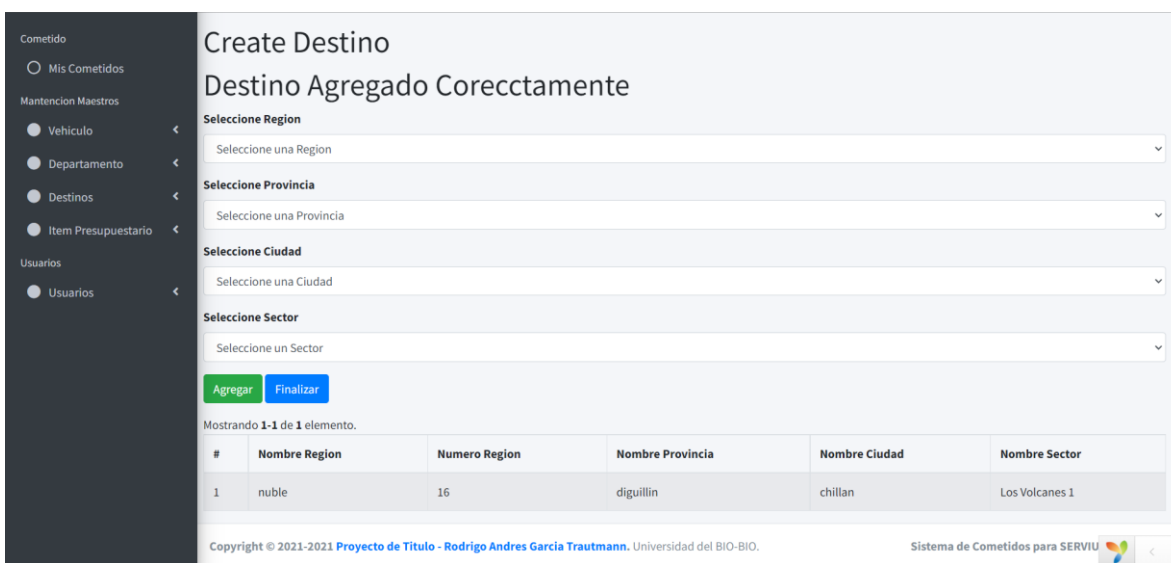 Cometido
Mis Cometidos
Mantencion Maestros
Vehiculo
Departamento
Destinos
Item Presupuestario
Usuarios
Usuarios
Create Destino
Destino Agregado Corecctamente
Seleccione Region
Seleccione una Region
Seleccione Provincia
Seleccione una Provincia
Seleccione Ciudad
Seleccione una Ciudad
Seleccione Sector
Seleccione un Sector
Agregar Finalizar
Mostrando 1-1 de 1 elemento.
# Nombre Region Numero Region Nombre Provincia Nombre Ciudad Nombre Sector
1 nuble 16 diguillin chillan Los Volcanes 1
Copyright © 2021-2021 Proyecto de Titulo - Rodrigo Andres Garcia Trautmann. Universidad del BIO-BIO. Sistema de Cometidos para SERVIU